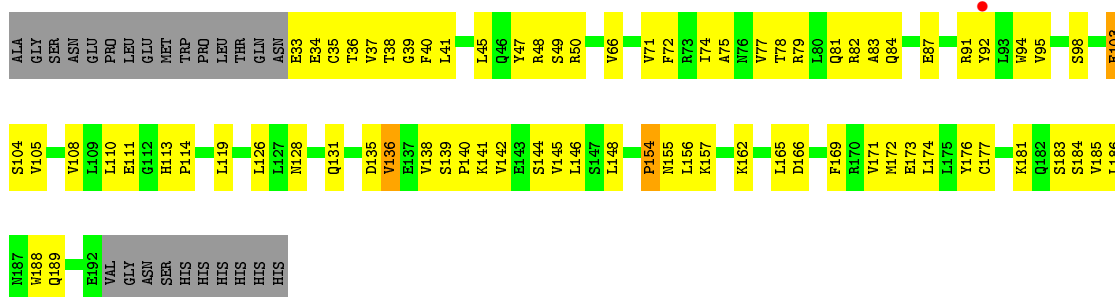 ALA GLY SER ASN GLU PRO LEU GLU MET TRP PRO LEU THR GLN ASN E33 E34 C35 T36 V37 T38 G39 F40 L41 L45 Q46 Y47 R48 S49 R50 V66 V71 F72 R73 I74 A75 N76 V77 T78 R79 L80 Q81 R82 A83 Q84 E87 R91 Y92 L93 W94 V95 S98
S104 V105 V108 L109 L110 E111 G112 H113 P114 L119 L126 L127 N128 Q131 D135 V136 E137 V138 S139 P140 K141 V142 E143 S144 V145 L146 S147 L148 P154 N155 L156 K157 K162 L165 D166 F169 R170 V171 M172 E173 L174 L175 Y176 C177 K181 Q182 S183 S184 V185
N187 W188 Q189 E192 VAL GLY ASN SER HIS HIS HIS HIS HIS HIS